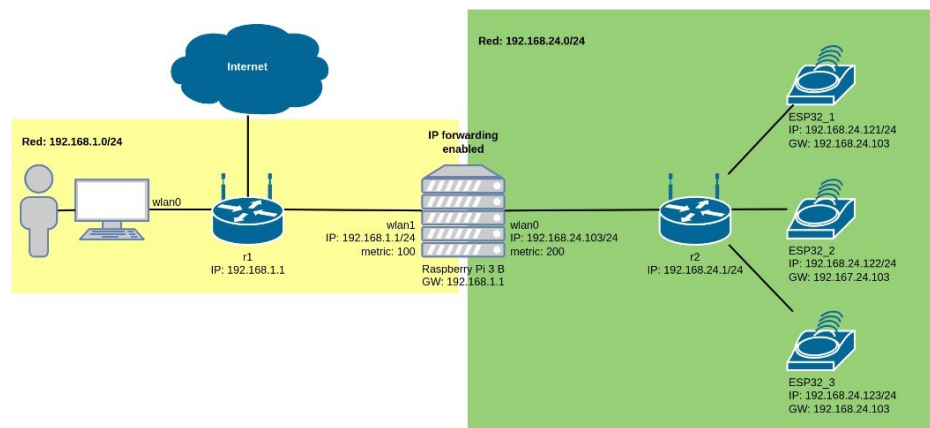 Internet
Red: 192.168.24.0/24
Red: 192.168.1.0/24
IP forwarding
enabled
wlan0
r1
IP: 192.168.1.1
wlan1
IP: 192.168.1.1/24
metric: 100
Raspberry Pi 3 B
GW: 192.168.1.1
wlan0
IP: 192.168.24.103/24
metric: 200
r2
IP: 192.168.24.1/24
ESP32_1
IP: 192.168.24.121/24
GW: 192.168.24.103
ESP32_2
IP: 192.168.24.122/24
GW: 192.167.24.103
ESP32_3
IP: 192.168.24.123/24
GW: 192.168.24.103